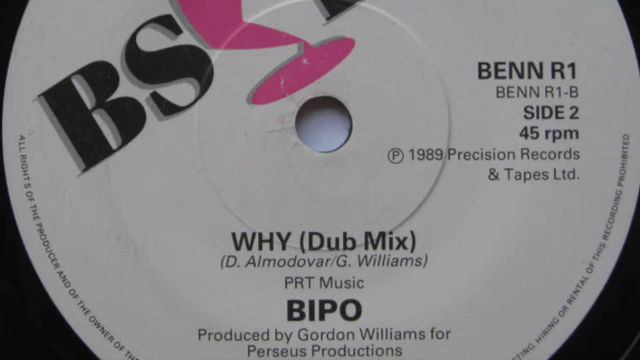 BS
BENN R1
BENN R1-B
SIDE 2
45 rpm
Ⓟ 1989 Precision Records
& Tapes Ltd.
ALL RIGHTS OF THE PRODUCER AND OF THE OWNER OF THE
WHY (Dub Mix)
(D. Almodovar/G. Williams)
PRT Music
BIPO
Produced by Gordon Williams for
Perseus Productions
HIRING OR RENTAL OF THIS RECORDING PROHIBITED